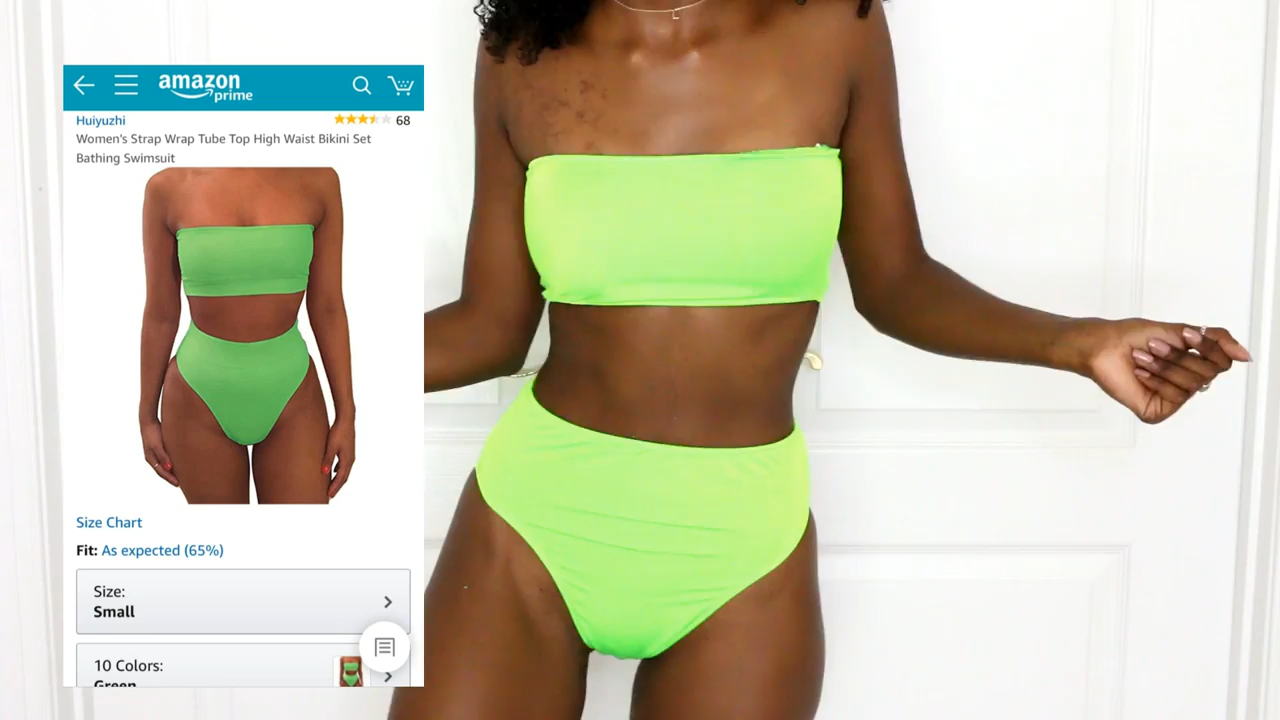 amazon
prime
Huiyuzhi 68
Women's Strap Wrap Tube Top High Waist Bikini Set
Bathing Swimsuit
Size Chart
Fit: As expected (65%)
Size:
Small
10 Colors:
Green
L